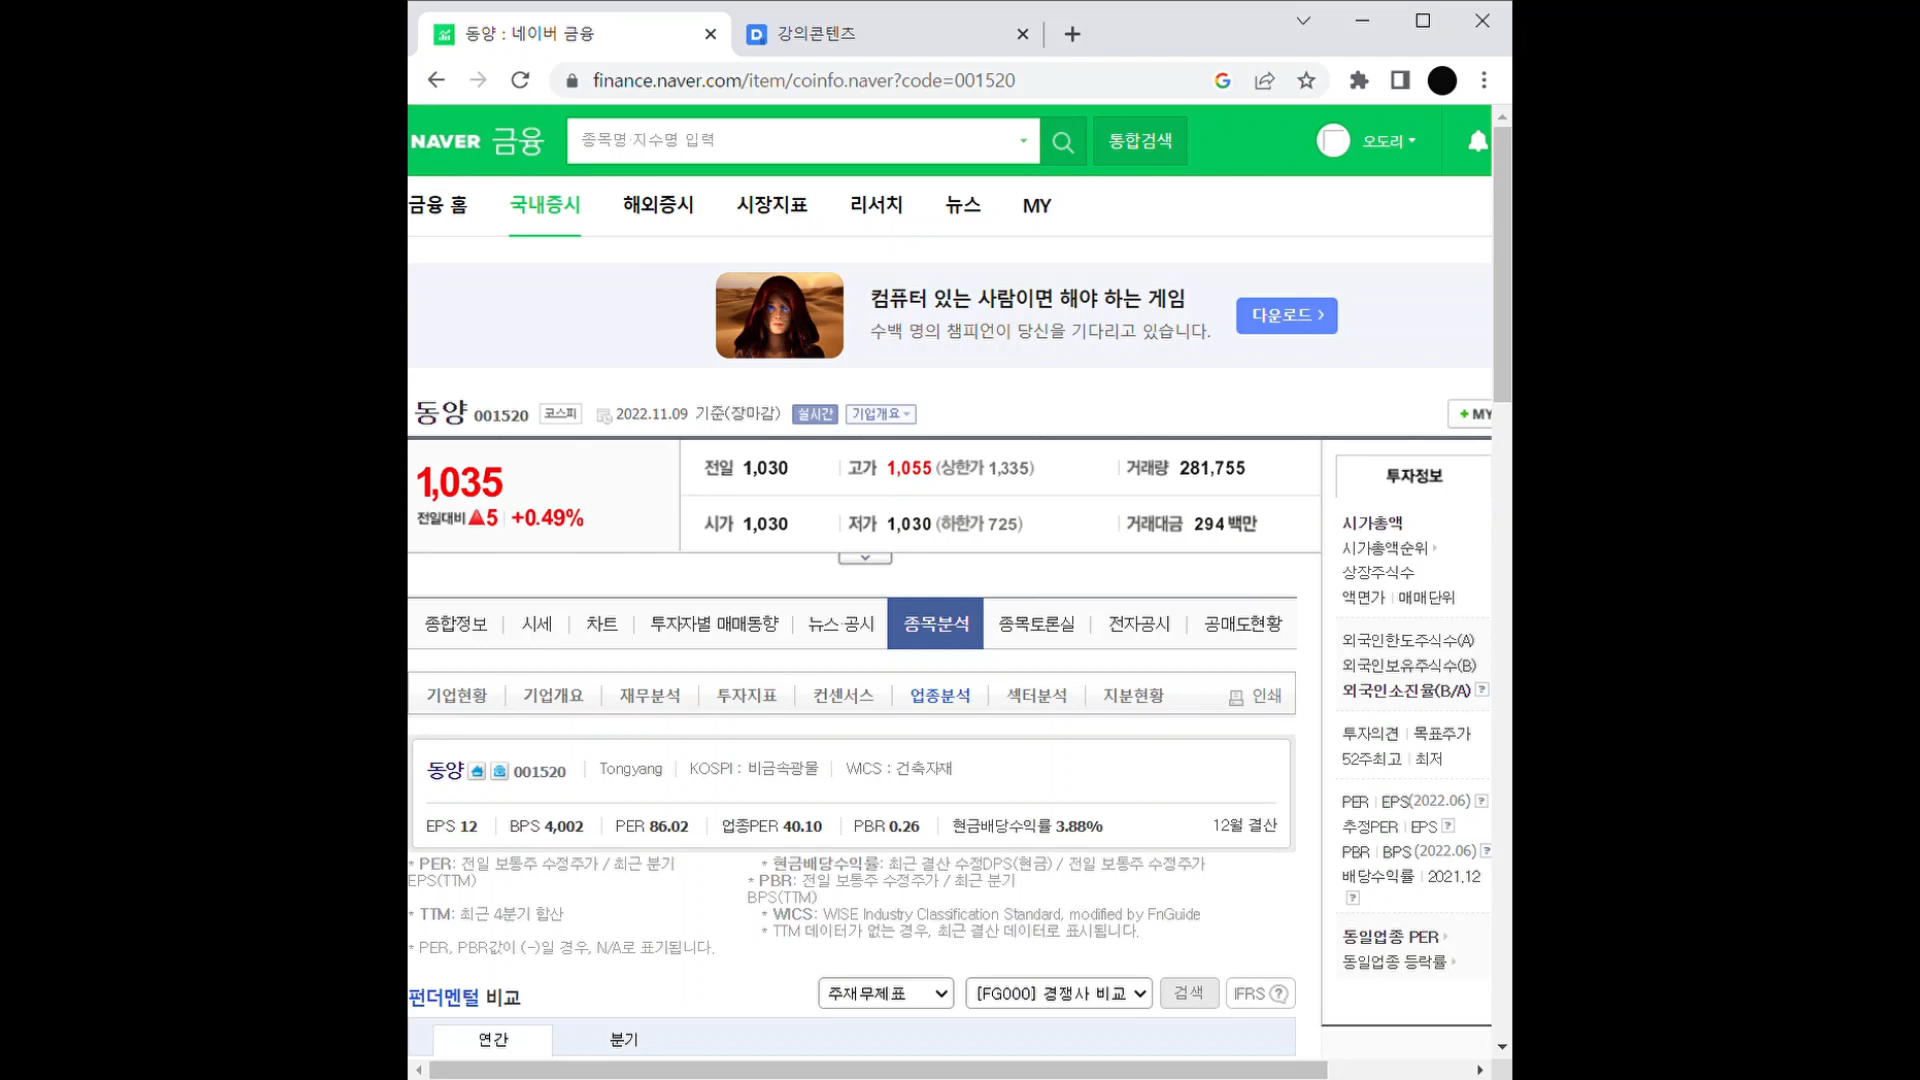 동양 : 네이버 금융
강의콘텐츠
finance.naver.com/item/coinfo.naver?code=001520
NAVER 금융
종목명·지수명 입력
통합검색
오도리
금융 홈 국내증시 해외증시 시장지표 리서치 뉴스 MY
컴퓨터 있는 사람이면 해야 하는 게임
수백 명의 챔피언이 당신을 기다리고 있습니다.
다운로드
동양 001520 코스피 2022.11.09 기준(장마감) 실시간 기업개요
+ MY
1,035
전일대비 ▲5 +0.49%
전일 1,030 고가 1,055 (상한가 1,335) 거래량 281,755
시가 1,030 저가 1,030 (하한가 725) 거래대금 294 백만
종합정보 시세 차트 투자자별 매매동향 뉴스·공시 종목분석 종목토론실 전자공시 공매도현황
기업현황 기업개요 재무분석 투자지표 컨센서스 업종분석 섹터분석 지분현황 인쇄
동양 001520 Tongyang KOSPI : 비금속광물 WICS : 건축자재
EPS 12 BPS 4,002 PER 86.02 업종PER 40.10 PBR 0.26 현금배당수익률 3.88% 12월 결산
* PER: 전일 보통주 수정주가 / 최근 분기
EPS(TTM)
* TTM: 최근 4분기 합산
* PER, PBR값이 (-)일 경우, N/A로 표기됩니다.
* 현금배당수익률: 최근 결산 수정DPS(현금) / 전일 보통주 수정주가
* PBR: 전일 보통주 수정주가 / 최근 분기
BPS(TTM)
* WICS: WISE Industry Classification Standard, modified by FnGuide
* TTM 데이터가 없는 경우, 최근 결산 데이터로 표시됩니다.
펀더멘털 비교
주재무제표 [FG000] 경쟁사 비교 검색 IFRS ?
연간 분기
투자정보
시가총액
시가총액순위
상장주식수
액면가 매매단위
외국인한도주식수(A)
외국인보유주식수(B)
외국인소진율(B/A) ?
투자의견 목표주가
52주최고 최저
PER EPS(2022.06) ?
추정PER EPS ?
PBR BPS (2022.06) ?
배당수익률 2021.12
?
동일업종 PER
동일업종 등락률